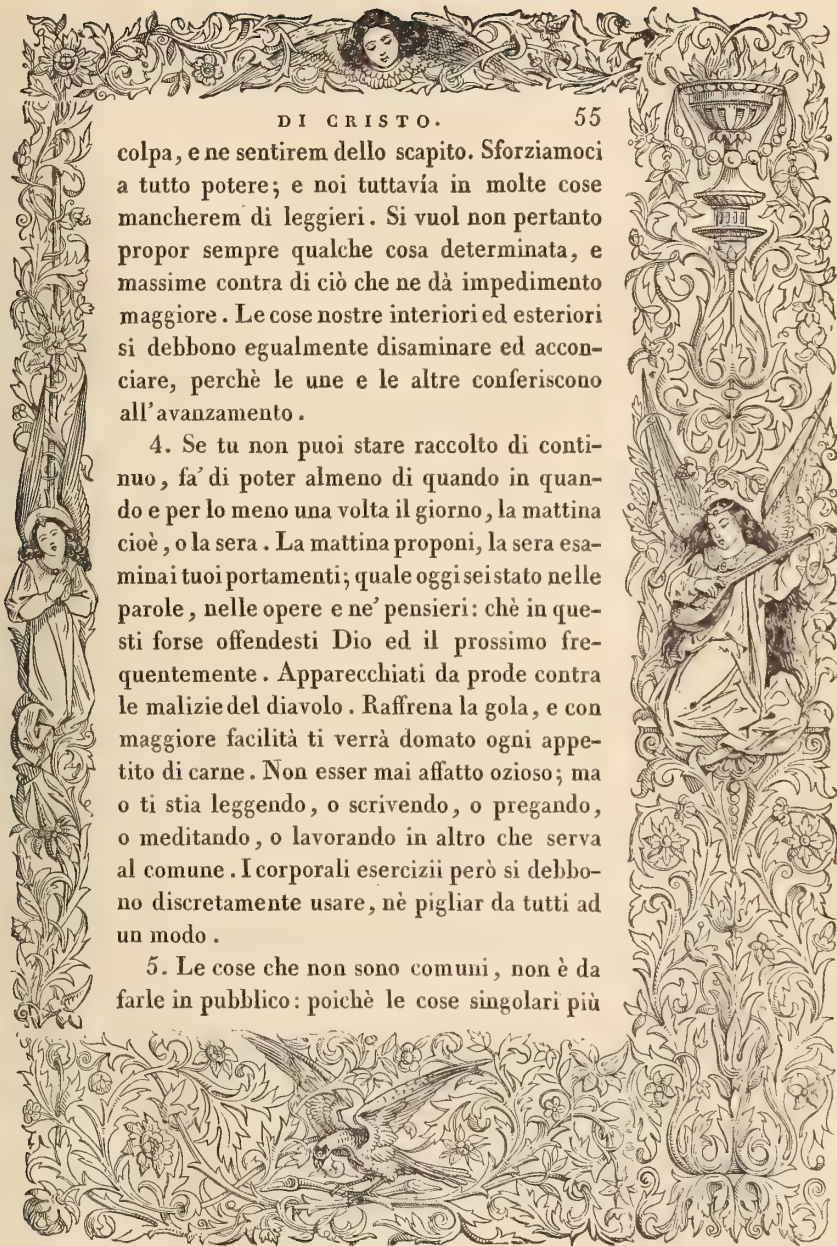 DI CRISTO. 55
colpa, e ne sentirem dello scapito. Sforziamoci
a tutto potere; e noi tuttavía in molte cose
mancherem di leggieri. Si vuol non pertanto
propor sempre qualche cosa determinata, e
massime contra di ciò che ne dà impedimento
maggiore. Le cose nostre interiori ed esteriori
si debbono egualmente disaminare ed accon-
ciare, perchè le une e le altre conferiscono
all'avanzamento.
4. Se tu non puoi stare raccolto di conti-
nuo, fa' di poter almeno di quando in quan-
do e per lo meno una volta il giorno, la mattina
cioè, o la sera. La mattina proponi, la sera esa-
mina i tuoi portamenti; quale oggi sei stato nelle
parole, nelle opere e ne' pensieri: chè in que-
sti forse offendesti Dio ed il prossimo fre-
quentemente. Apparecchiati da prode contra
le malizie del diavolo. Raffrena la gola, e con
maggiore facilità ti verrà domato ogni appe-
tito di carne. Non esser mai affatto ozioso; ma
o ti stia leggendo, o scrivendo, o pregando,
o meditando, o lavorando in altro che serva
al comune. I corporali esercizii però si debbo-
no discretamente usare, nè pigliar da tutti ad
un modo.
5. Le cose che non sono comuni, non è da
farle in pubblico: poichè le cose singolari più